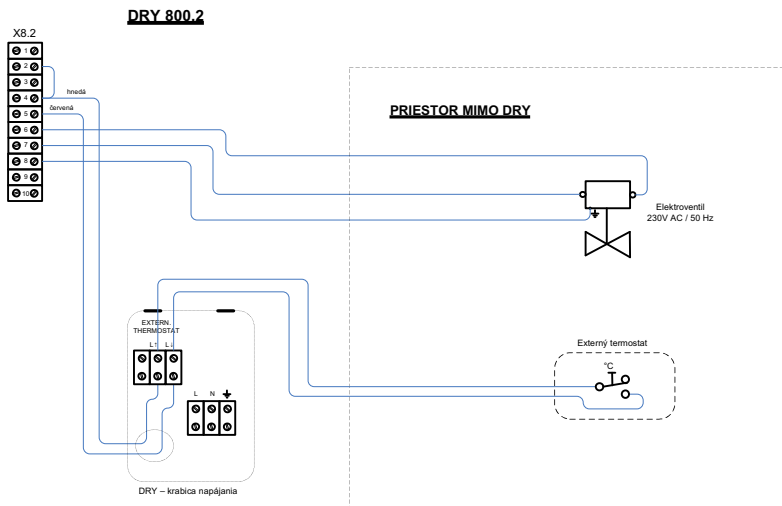 DRY 800.2
X8.2
1
2
3
4
5
6
7
8
9
10
hnedá
červená
PRIESTOR MIMO DRY
Elektroventil
230V AC / 50 Hz
EXTERN.
THERMOSTAT
L↑ L↓
L N
DRY – krabica napájania
Externý termostat
°C